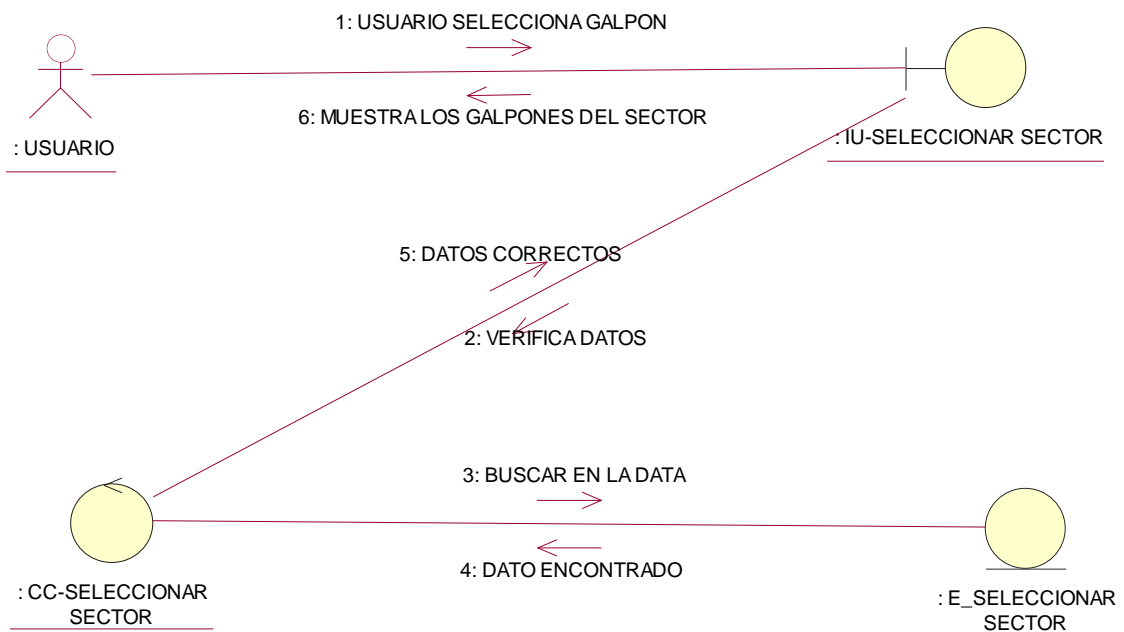 1: USUARIO SELECCIONA GALPON
6: MUESTRA LOS GALPONES DEL SECTOR
: USUARIO
: IU-SELECCIONAR SECTOR
5: DATOS CORRECTOS
2: VERIFICA DATOS
3: BUSCAR EN LA DATA
4: DATO ENCONTRADO
: CC-SELECCIONAR
SECTOR
: E_SELECCIONAR
SECTOR